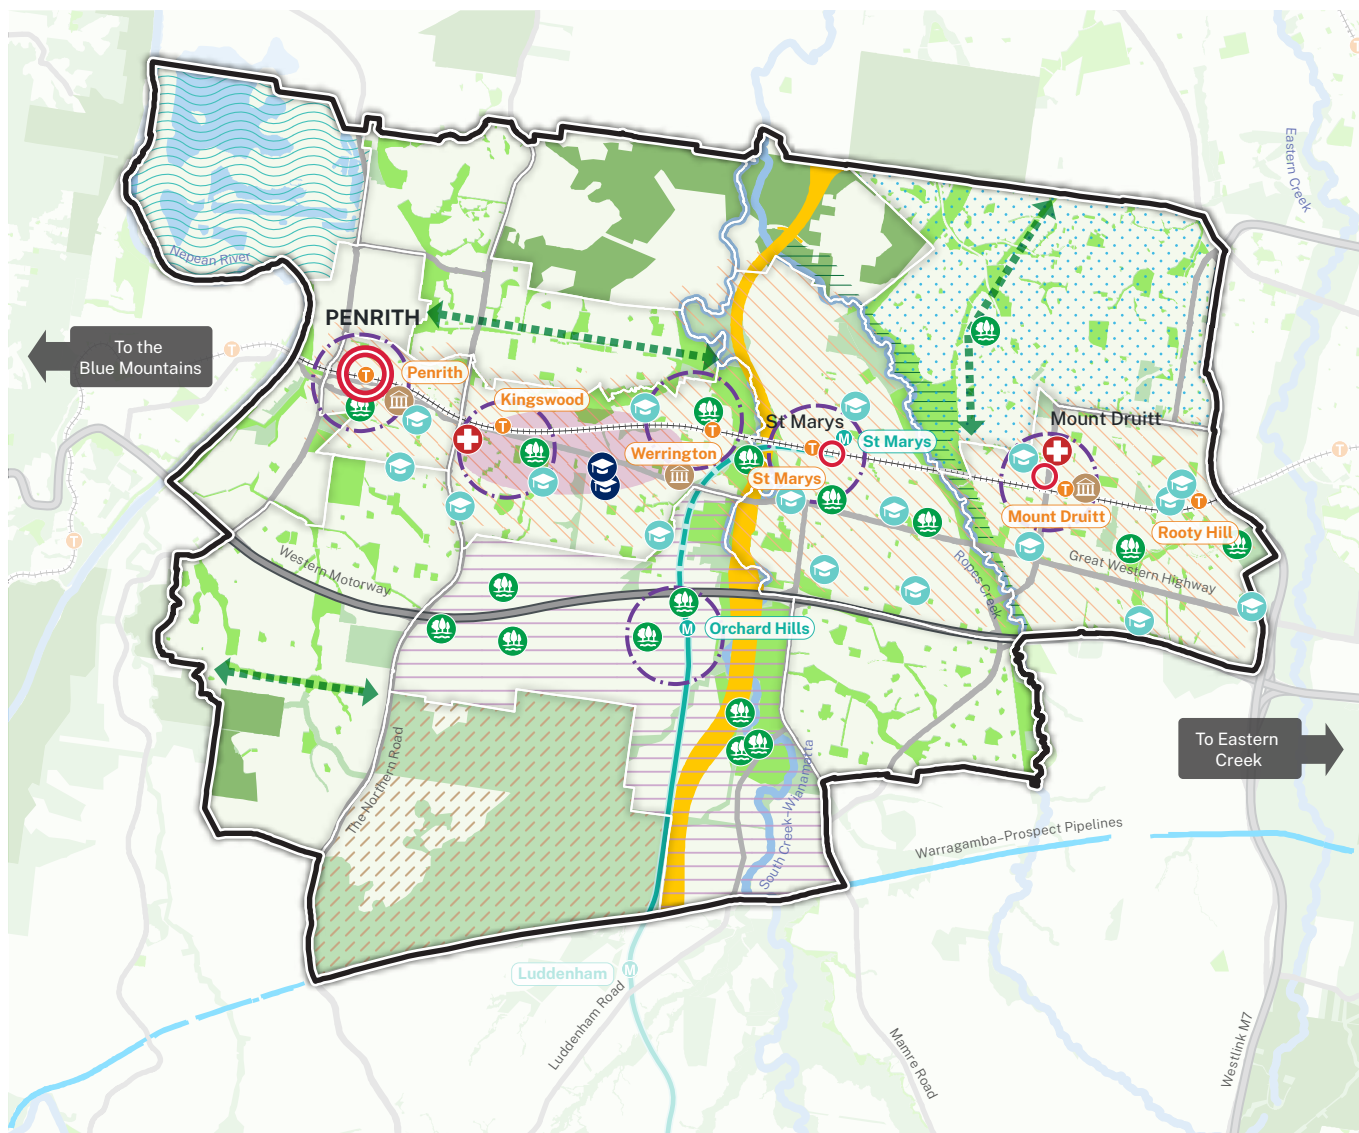 Eastern Creek
Nepean River
PENRITH
To the
Blue Mountains
T
T
T
Penrith
Kingswood
T
T
Werrington
St Marys
T
M
St Marys
St Marys
Mount Druitt
T
Mount Druitt
T
Rooty Hill
T
T
Western Motorway
Great Western Highway
Ropes Creek
M
Orchard Hills
The Northern Road
South Creek–Wianamatta
To Eastern
Creek
Warragamba–Prospect Pipelines
Luddenham
M
Luddenham Road
Mamre Road
Westlink M7